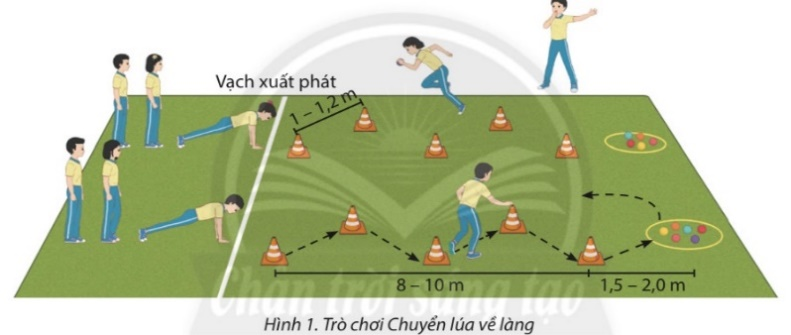 Vạch xuất phát
1 – 1,2 m
8 – 10 m
1,5 – 2,0 m
Chân trời sáng tạo
Hình 1. Trò chơi Chuyển lúa về làng